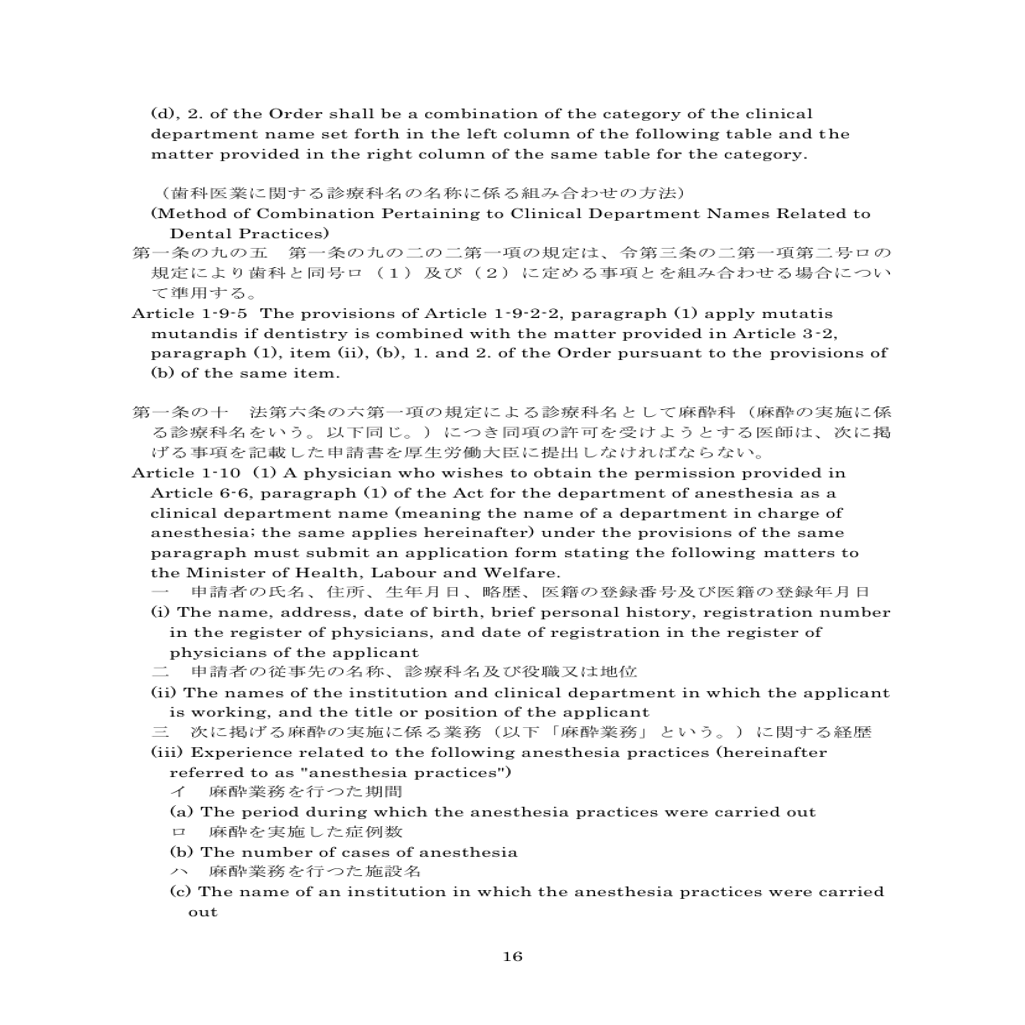 (d), 2. of the Order shall be a combination of the category of the clinical
department name set forth in the left column of the following table and the
matter provided in the right column of the same table for the category.
（歯科医業に関する診療科名の名称に係る組み合わせの方法）
(Method of Combination Pertaining to Clinical Department Names Related to
Dental Practices)
第一条の九の五　第一条の九の二の二第一項の規定は、令第三条の二第一項第二号ロの
規定により歯科と同号ロ（１）及び（２）に定める事項とを組み合わせる場合につい
て準用する。
Article 1-9-5  The provisions of Article 1-9-2-2, paragraph (1) apply mutatis
mutandis if dentistry is combined with the matter provided in Article 3-2,
paragraph (1), item (ii), (b), 1. and 2. of the Order pursuant to the provisions of
(b) of the same item.
第一条の十　法第六条の六第一項の規定による診療科名として麻酔科（麻酔の実施に係
る診療科名をいう。以下同じ。）につき同項の許可を受けようとする医師は、次に掲
げる事項を記載した申請書を厚生労働大臣に提出しなければならない。
Article 1-10  (1) A physician who wishes to obtain the permission provided in
Article 6-6, paragraph (1) of the Act for the department of anesthesia as a
clinical department name (meaning the name of a department in charge of
anesthesia; the same applies hereinafter) under the provisions of the same
paragraph must submit an application form stating the following matters to
the Minister of Health, Labour and Welfare.
一　申請者の氏名、住所、生年月日、略歴、医籍の登録番号及び医籍の登録年月日
(i) The name, address, date of birth, brief personal history, registration number
in the register of physicians, and date of registration in the register of
physicians of the applicant
二　申請者の従事先の名称、診療科名及び役職又は地位
(ii) The names of the institution and clinical department in which the applicant
is working, and the title or position of the applicant
三　次に掲げる麻酔の実施に係る業務（以下「麻酔業務」という。）に関する経歴
(iii) Experience related to the following anesthesia practices (hereinafter
referred to as "anesthesia practices")
イ　麻酔業務を行つた期間
(a) The period during which the anesthesia practices were carried out
ロ　麻酔を実施した症例数
(b) The number of cases of anesthesia
ハ　麻酔業務を行つた施設名
(c) The name of an institution in which the anesthesia practices were carried
out
16